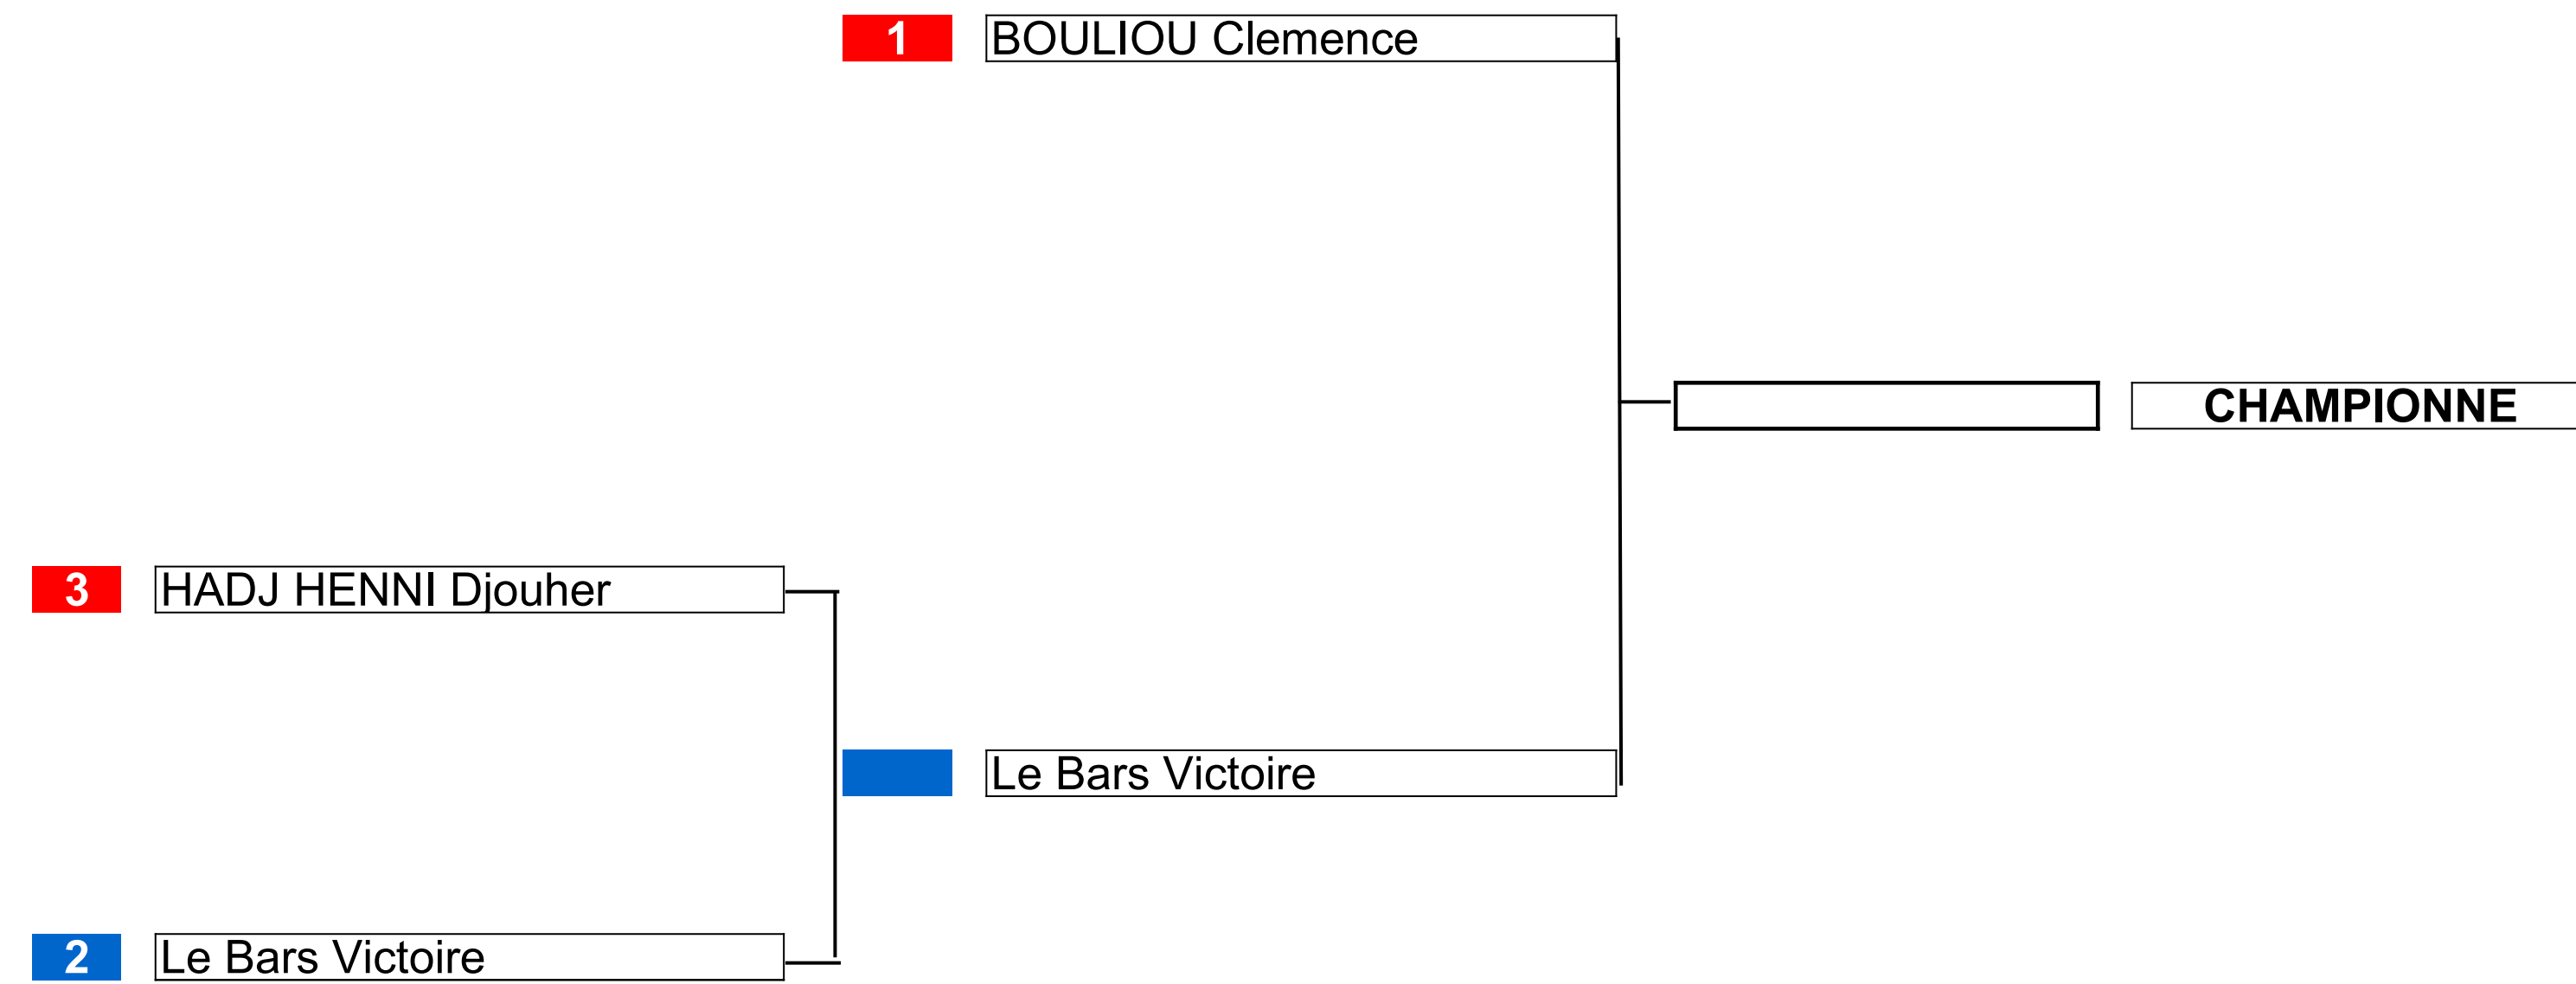 1 BOULIOU Clemence
CHAMPIONNE
3 HADJ HENNI Djouher
Le Bars Victoire
2 Le Bars Victoire